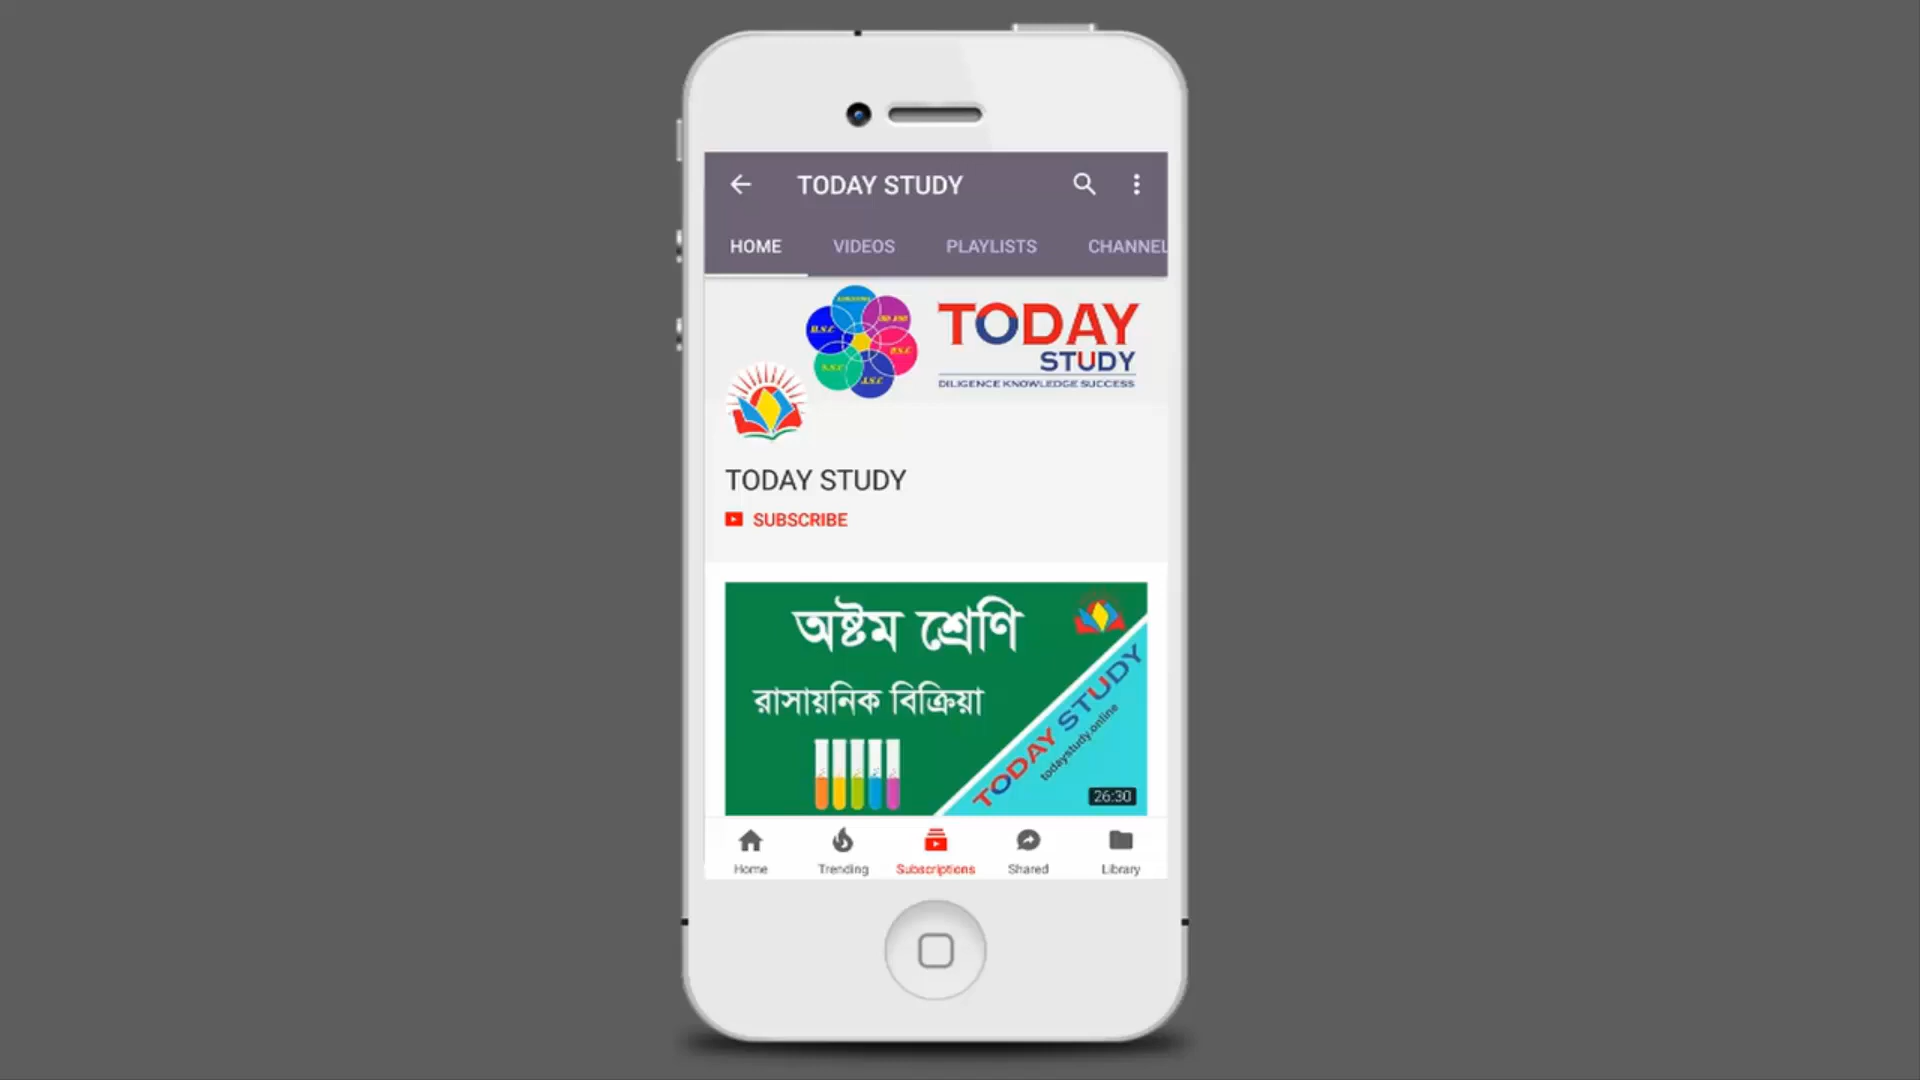 TODAY STUDY
HOME VIDEOS PLAYLISTS CHANNEL
H.S.C
S.S.C
J.S.C
TODAY
STUDY
DILIGENCE KNOWLEDGE SUCCESS
TODAY STUDY
SUBSCRIBE
অষ্টম শ্রেণি
রাসায়নিক বিক্রিয়া
TODAY STUDY
todaystudy.online
26:30
Home Trending Subscriptions Shared Library